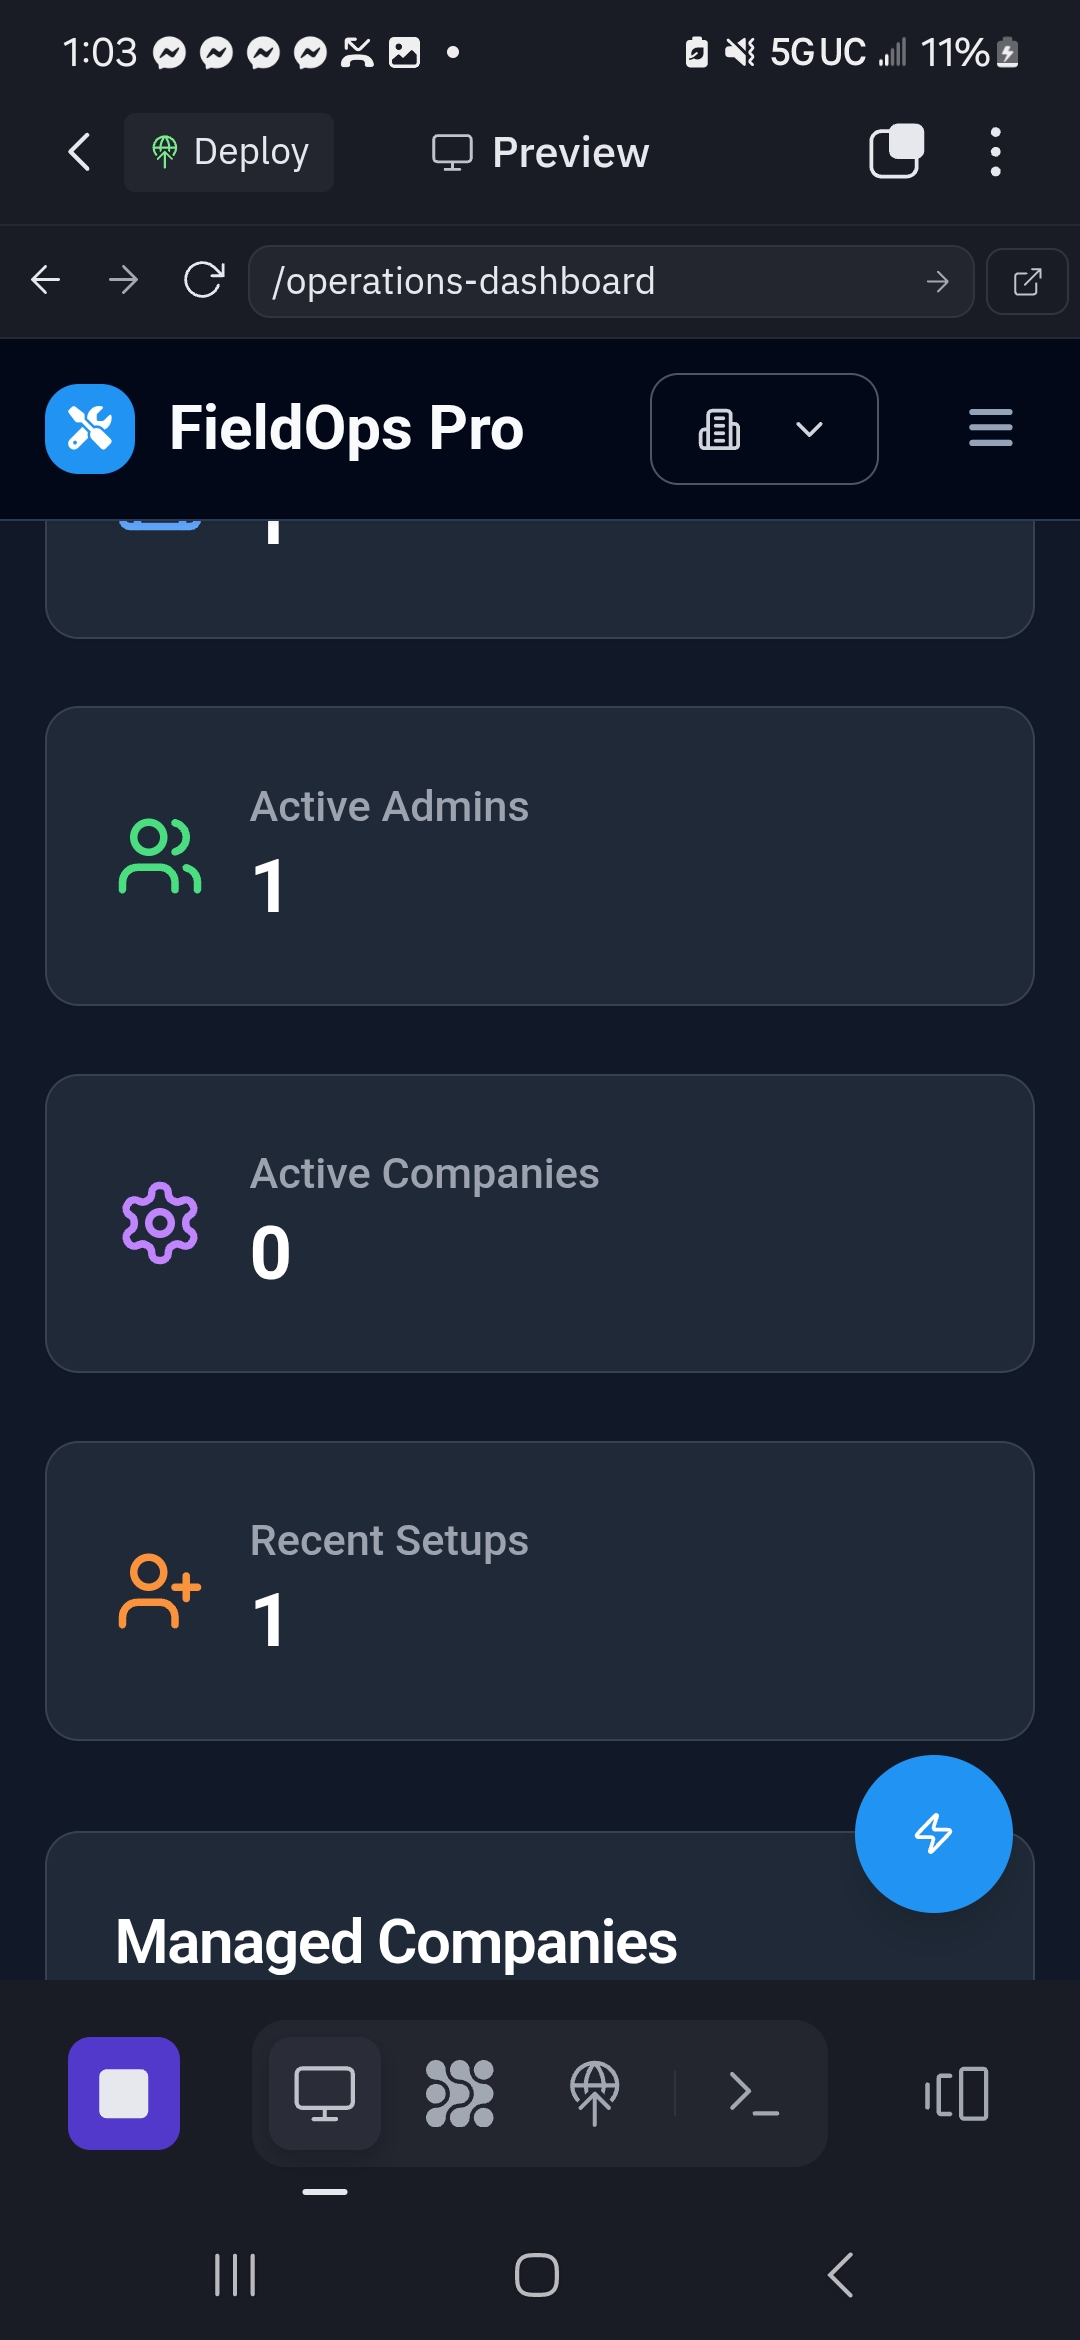 1:03
5G UC
11%
Deploy
Preview
/operations-dashboard
FieldOps Pro
Active Admins
1
Active Companies
0
Recent Setups
1
Managed Companies